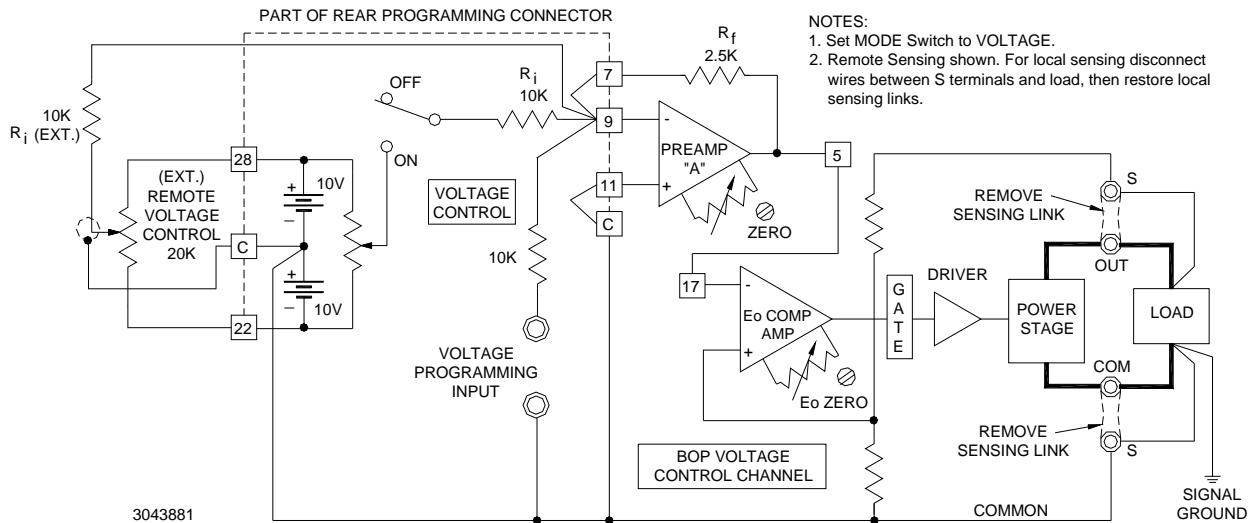 PART OF REAR PROGRAMMING CONNECTOR
NOTES:
1. Set MODE Switch to VOLTAGE.
2. Remote Sensing shown. For local sensing disconnect
wires between S terminals and load, then restore local
sensing links.
10K
Ri (EXT.)
OFF
Ri
10K
7
9
Rf
2.5K
-
PREAMP
"A"
+
5
ZERO
28
(EXT.)
REMOTE
VOLTAGE
CONTROL
20K
C
22
+
10V
–
+
10V
–
ON
VOLTAGE
CONTROL
11
C
10K
VOLTAGE
PROGRAMMING
INPUT
17
-
Eo COMP
AMP
+
Eo ZERO
GATE
DRIVER
POWER
STAGE
S
REMOVE
SENSING LINK
OUT
LOAD
COM
REMOVE
SENSING LINK
S
BOP VOLTAGE
CONTROL CHANNEL
COMMON
SIGNAL
GROUND
3043881